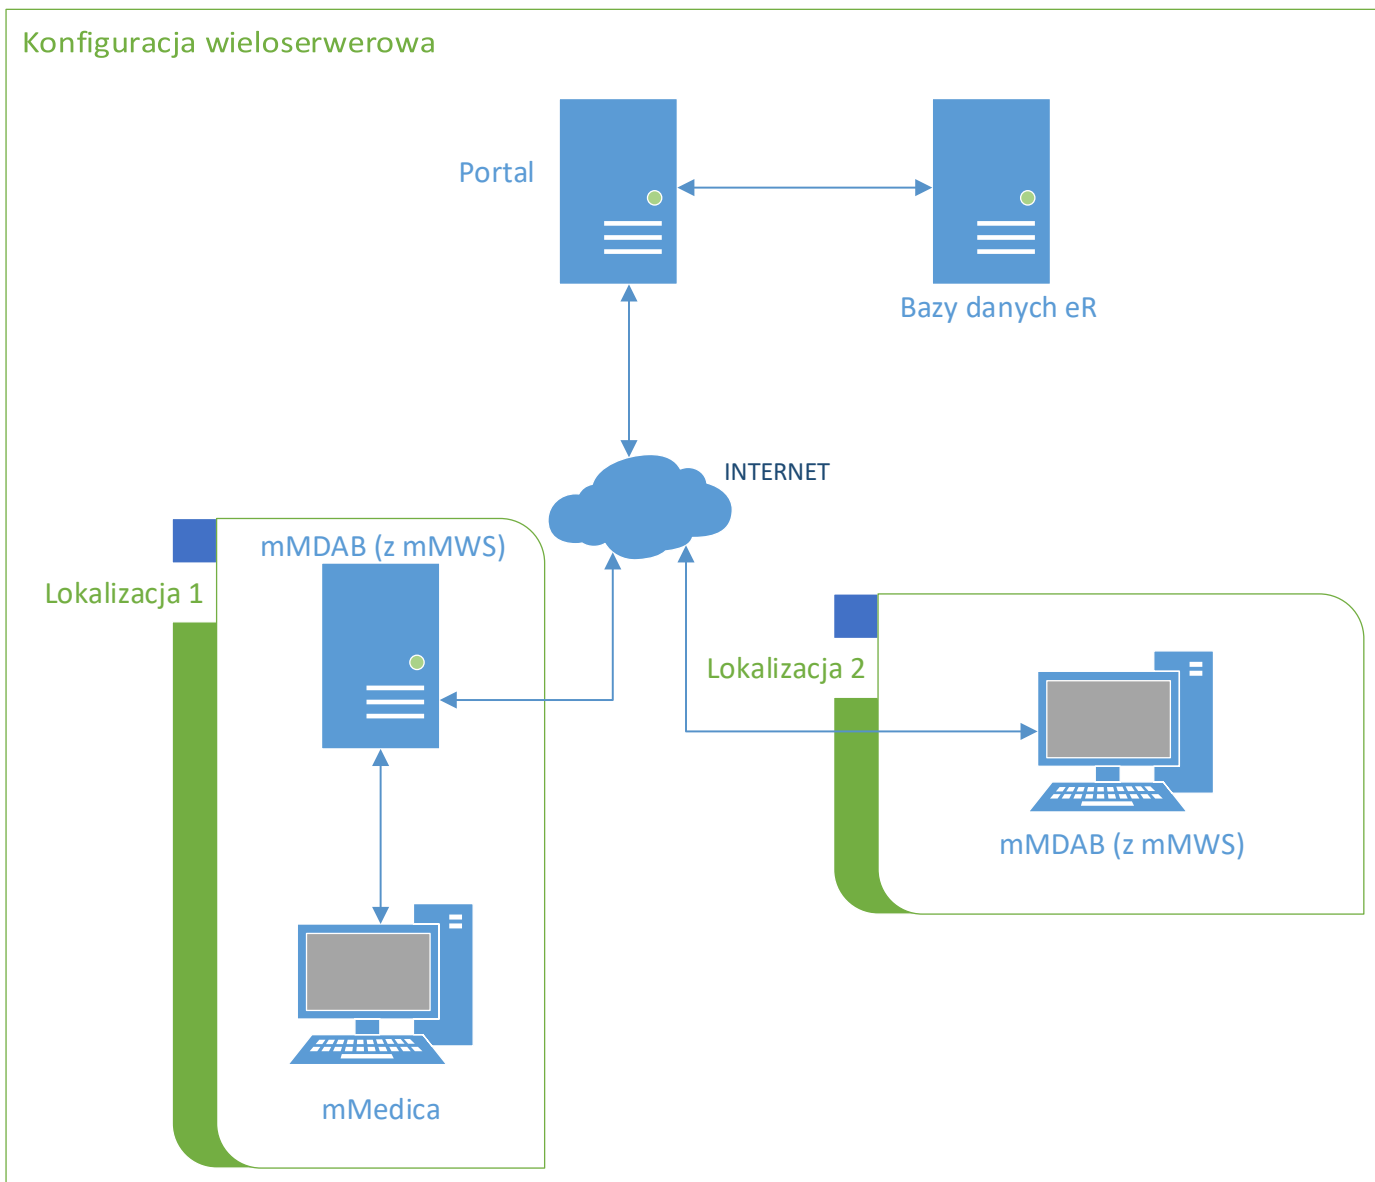 Konfiguracja wieloserwerowa
Portal
Bazy danych eR
INTERNET
mMDAB (z mMWS)
Lokalizacja 1
Lokalizacja 2
mMDAB (z mMWS)
mMedica